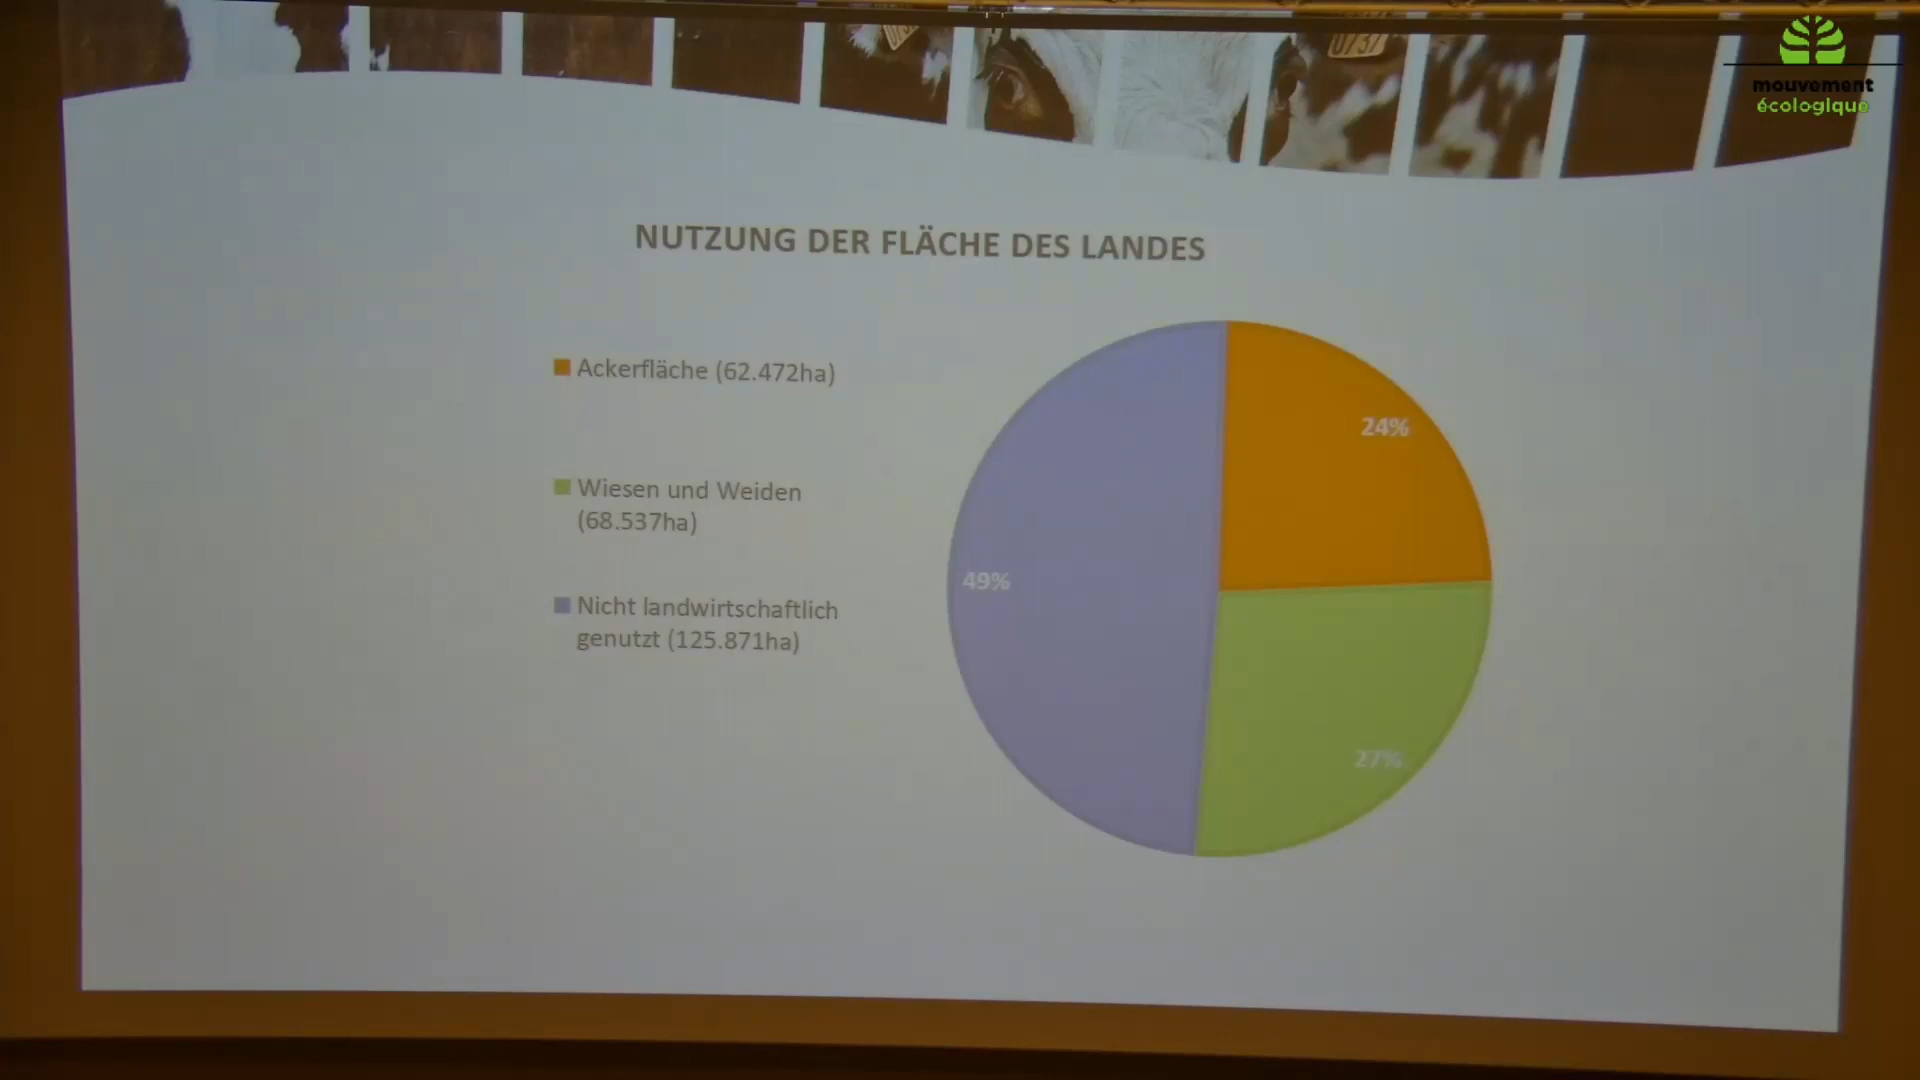 0737
mouvement
écologique
NUTZUNG DER FLÄCHE DES LANDES
Ackerfläche (62.472ha)
24%
Wiesen und Weiden
(68.537ha)
49%
Nicht landwirtschaftlich
genutzt (125.871ha)
27%